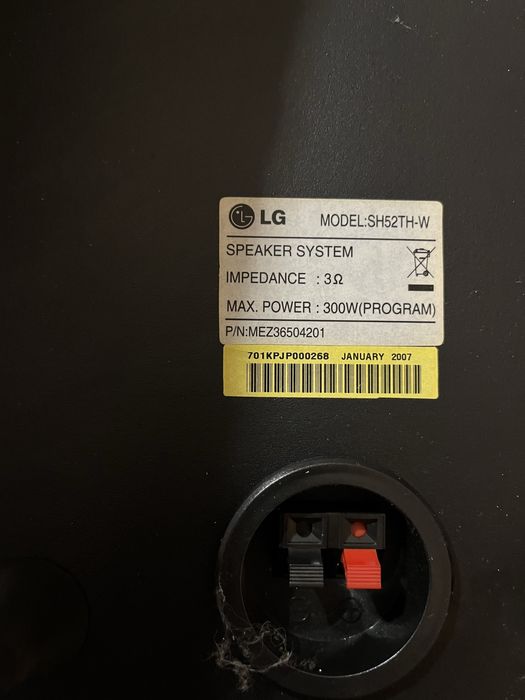 LG MODEL:SH52TH-W
SPEAKER SYSTEM
IMPEDANCE : 3Ω
MAX. POWER : 300W(PROGRAM)
P/N:MEZ36504201
701KPJP000268 JANUARY 2007